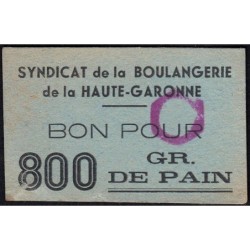 SYNDICAT de la BOULANGERIE
de la HAUTE-GARONNE
BON POUR
800 GR.
DE PAIN
C